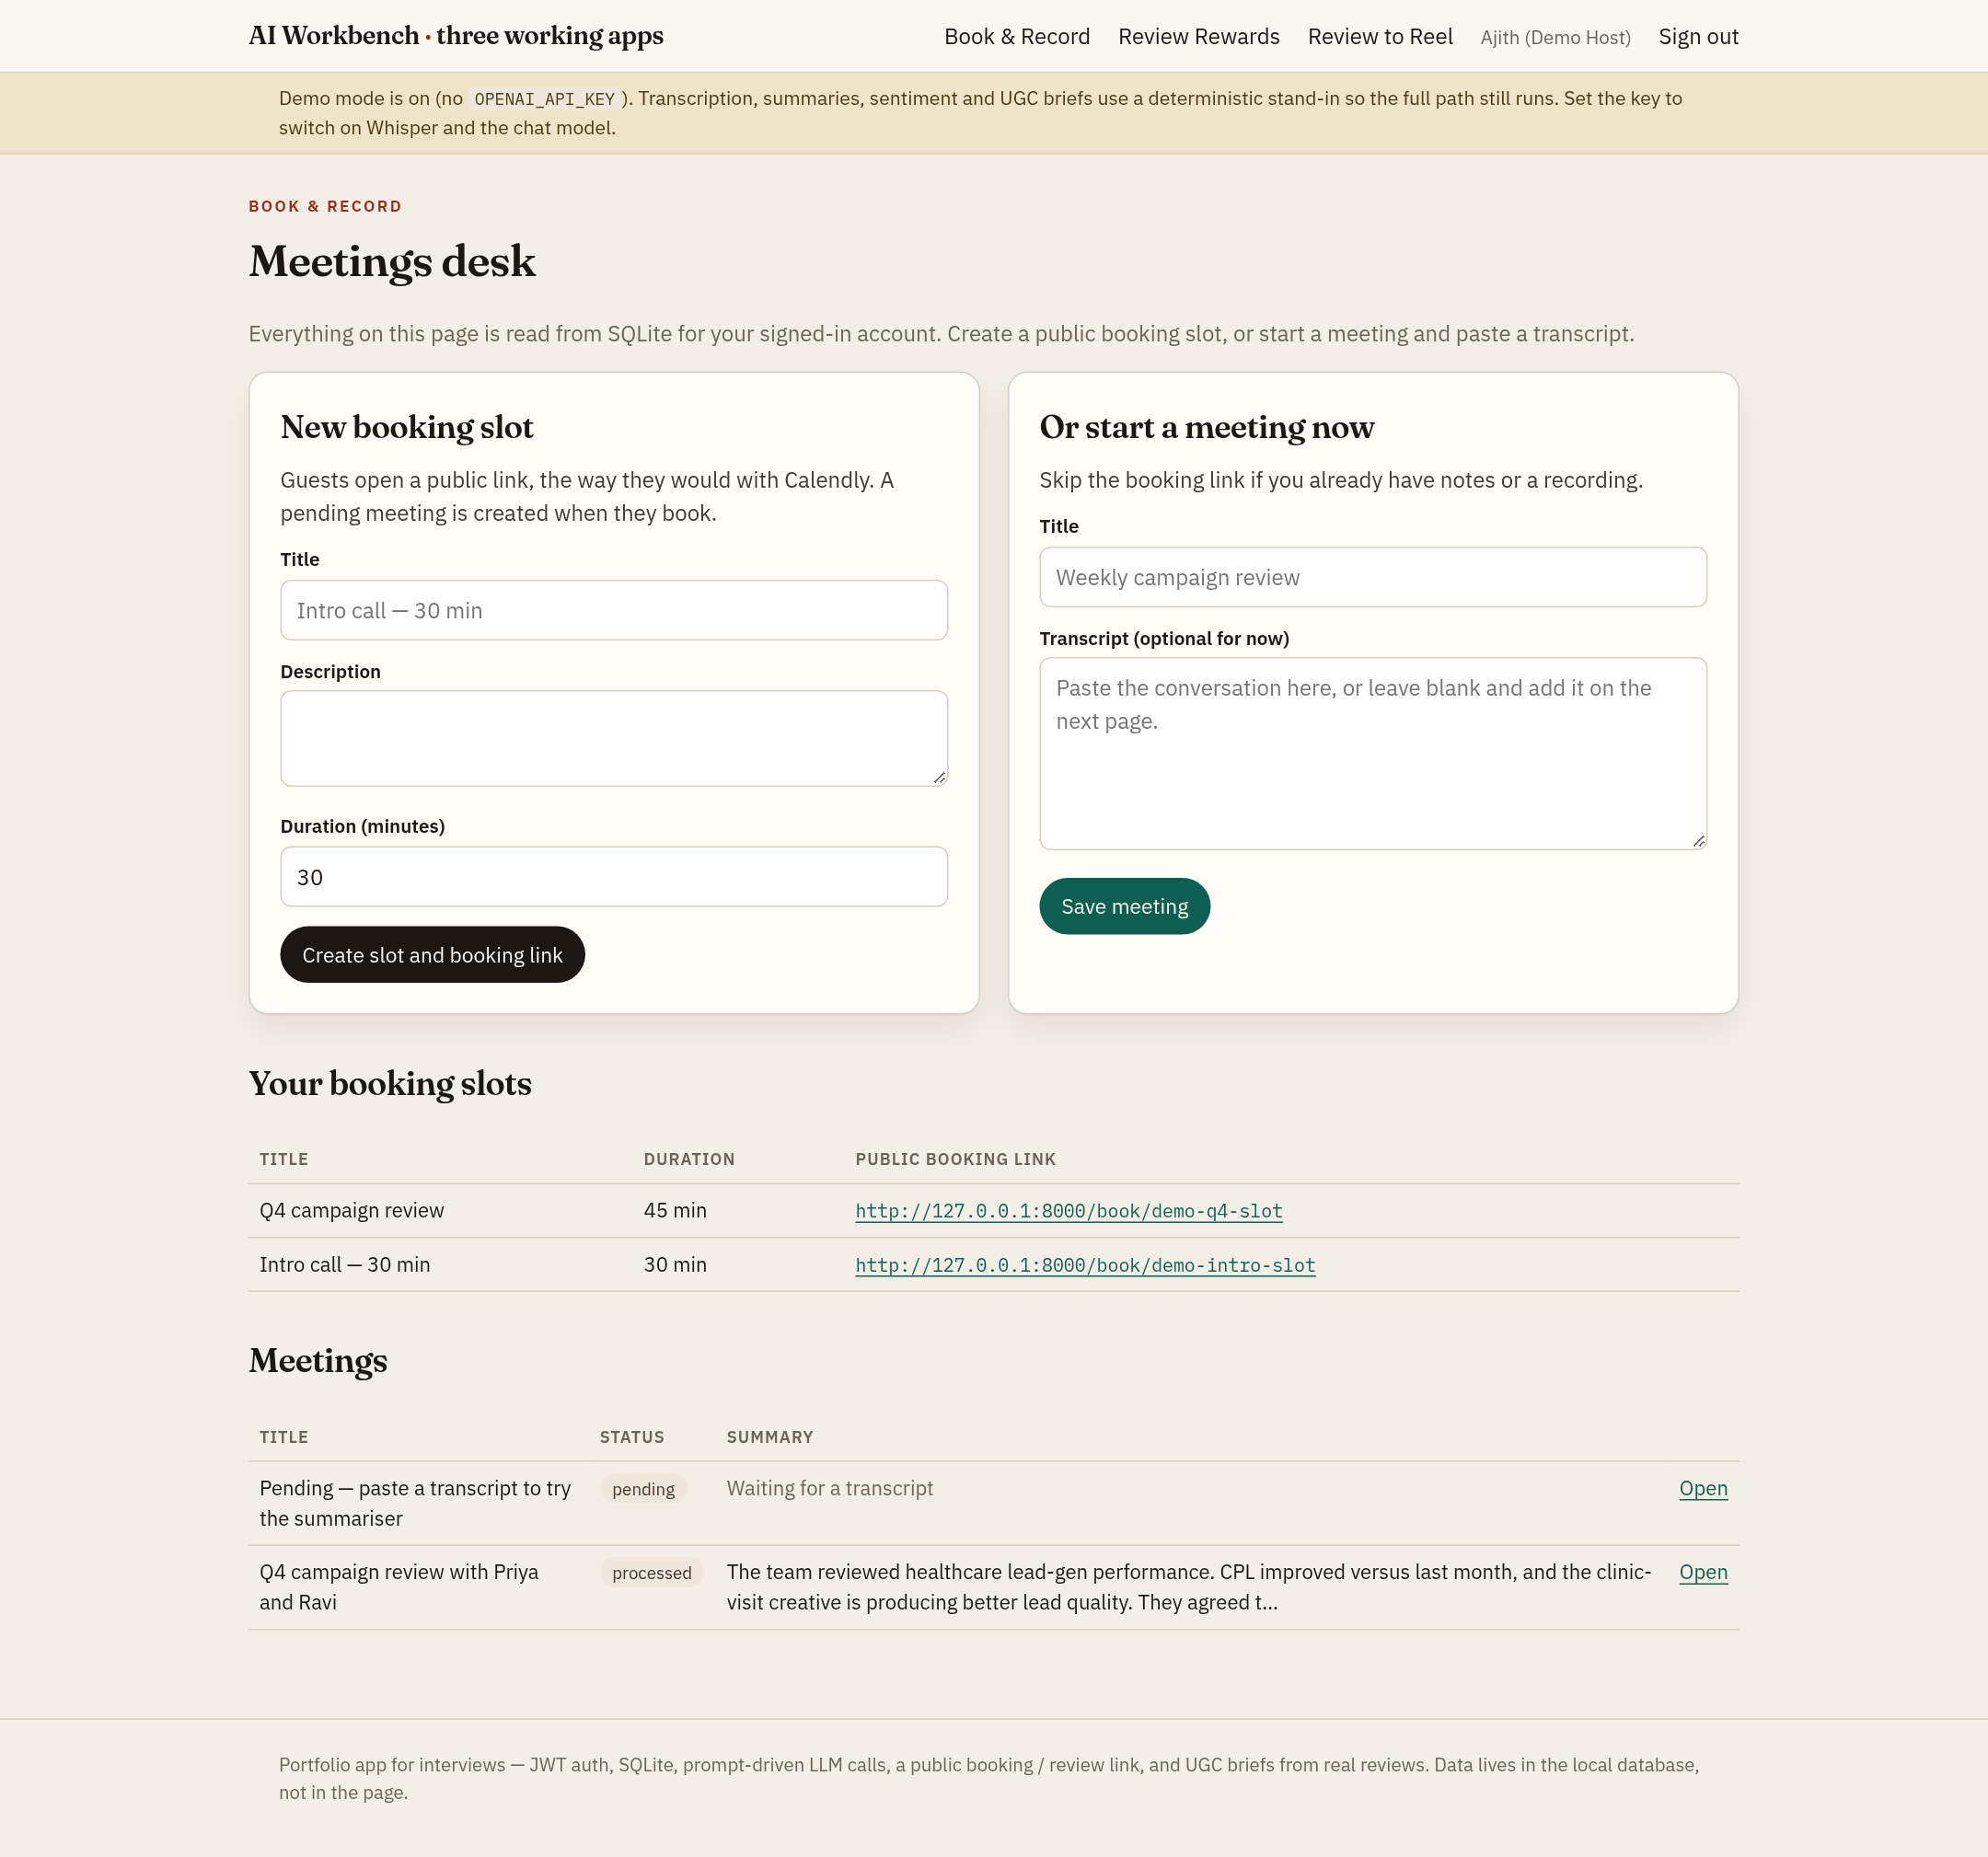 AI Workbench · three working apps
Book & Record
Review Rewards
Review to Reel
Ajith (Demo Host)
Sign out
Demo mode is on (no OPENAI_API_KEY). Transcription, summaries, sentiment and UGC briefs use a deterministic stand-in so the full path still runs. Set the key to
switch on Whisper and the chat model.
BOOK & RECORD
Meetings desk
Everything on this page is read from SQLite for your signed-in account. Create a public booking slot, or start a meeting and paste a transcript.
New booking slot
Guests open a public link, the way they would with Calendly. A
pending meeting is created when they book.
Title
Intro call — 30 min
Description
Duration (minutes)
30
Create slot and booking link
Or start a meeting now
Skip the booking link if you already have notes or a recording.
Title
Weekly campaign review
Transcript (optional for now)
Paste the conversation here, or leave blank and add it on the
next page.
Save meeting
Your booking slots
TITLE DURATION PUBLIC BOOKING LINK
Q4 campaign review 45 min http://127.0.0.1:8000/book/demo-q4-slot
Intro call — 30 min 30 min http://127.0.0.1:8000/book/demo-intro-slot
Meetings
TITLE STATUS SUMMARY
Pending — paste a transcript to try
the summariser
pending
Waiting for a transcript
Open
Q4 campaign review with Priya
and Ravi
processed
The team reviewed healthcare lead-gen performance. CPL improved versus last month, and the clinic-
visit creative is producing better lead quality. They agreed t…
Open
Portfolio app for interviews — JWT auth, SQLite, prompt-driven LLM calls, a public booking / review link, and UGC briefs from real reviews. Data lives in the local database,
not in the page.